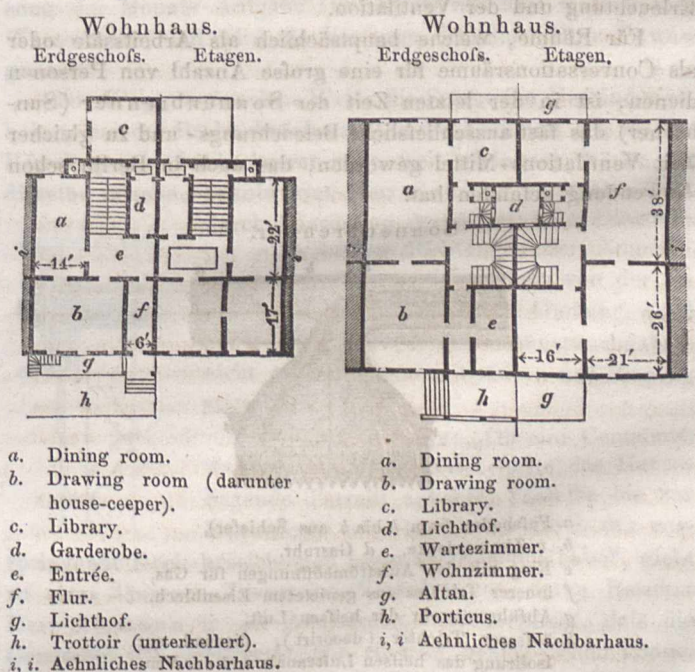 Wohnhaus.
Erdgeschoſs. Etagen.
c
a
d
e
i
i
14'
22'
b
f
6'
17'
g
h
a. Dining room.
b. Drawing room (darunter
house-ceeper).
c. Library.
d. Garderobe.
e. Entrée.
f. Flur.
g. Lichthof.
h. Trottoir (unterkellert).
i, i. Aehnliches Nachbarhaus.
Wohnhaus.
Erdgeschoſs. Etagen.
g
c
a
f
d
38'
i
i
b
e
26'
16'
21'
h
g
a. Dining room.
b. Drawing room.
c. Library.
d. Lichthof.
e. Wartezimmer.
f. Wohnzimmer.
g. Altan.
h. Porticus.
i, i Aehnliches Nachbarhaus.